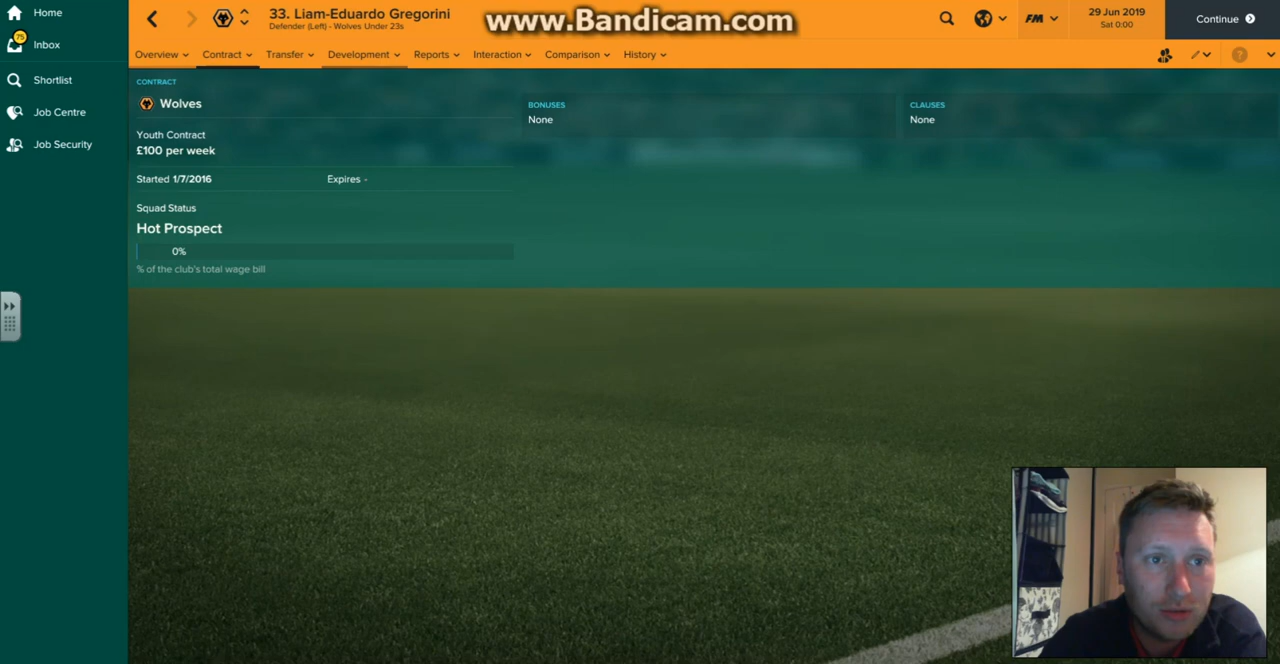 Home
75
Inbox
Shortlist
Job Centre
Job Security
33. Liam-Eduardo Gregorini
Defender (Left) - Wolves Under 23s
www.Bandicam.com
FM
29 Jun 2019
Sat 0:00
Continue
Overview
Contract
Transfer
Development
Reports
Interaction
Comparison
History
?
CONTRACT
Wolves
Youth Contract
£100 per week
Started 1/7/2016
Expires -
Squad Status
Hot Prospect
0%
% of the club's total wage bill
BONUSES
None
CLAUSES
None